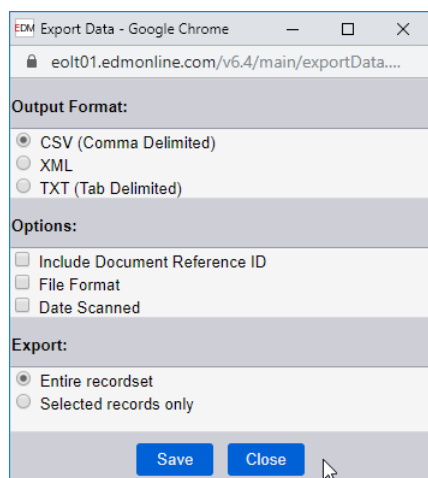 EDM Export Data - Google Chrome
eolt01.edmonline.com/v6.4/main/exportData....
Output Format:
CSV (Comma Delimited)
XML
TXT (Tab Delimited)
Options:
Include Document Reference ID
File Format
Date Scanned
Export:
Entire recordset
Selected records only
Save Close